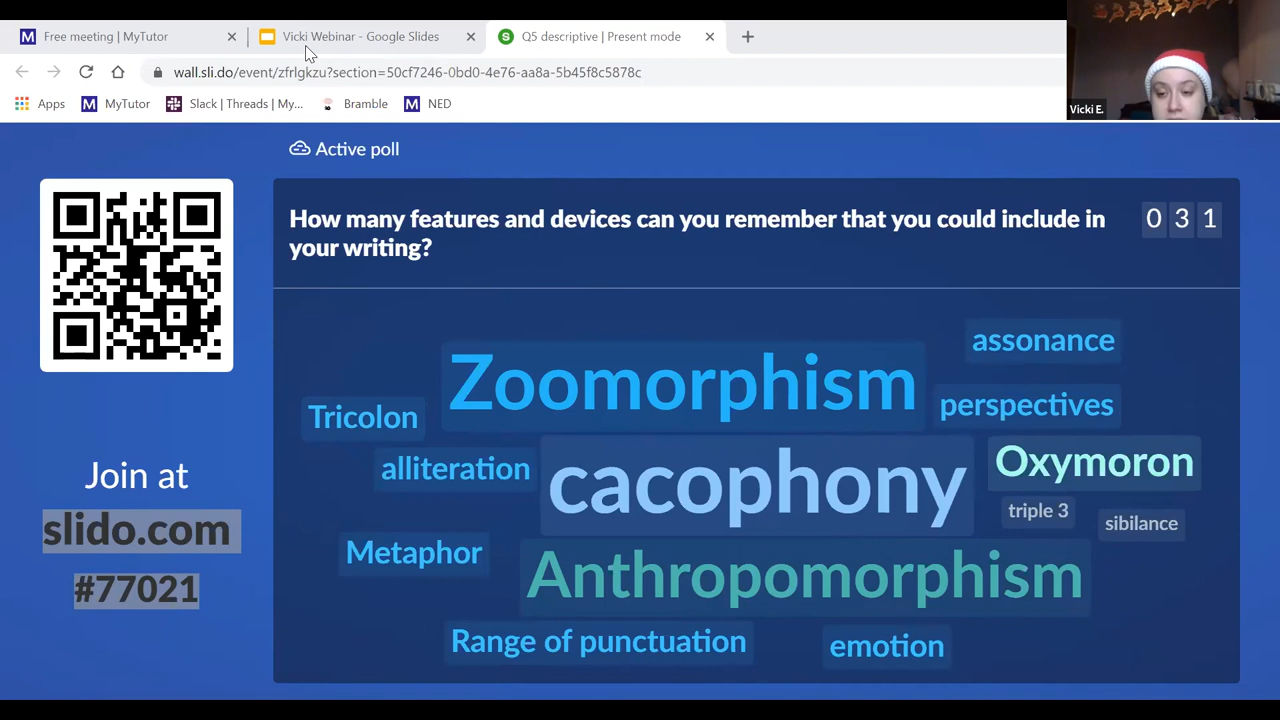 Free meeting | MyTutor
Vicki Webinar - Google Slides
Q5 descriptive | Present mode
wall.sli.do/event/zfrlgkzu?section=50cf7246-0bd0-4e76-aa8a-5b45f8c5878c
Apps
MyTutor
Slack | Threads | My...
Bramble
NED
Vicki E.
Active poll
How many features and devices can you remember that you could include in
your writing?
0 3 1
assonance
Zoomorphism
perspectives
Tricolon
alliteration
cacophony
Oxymoron
triple 3
sibilance
Metaphor
Anthropomorphism
Range of punctuation
emotion
Join at
slido.com
#77021